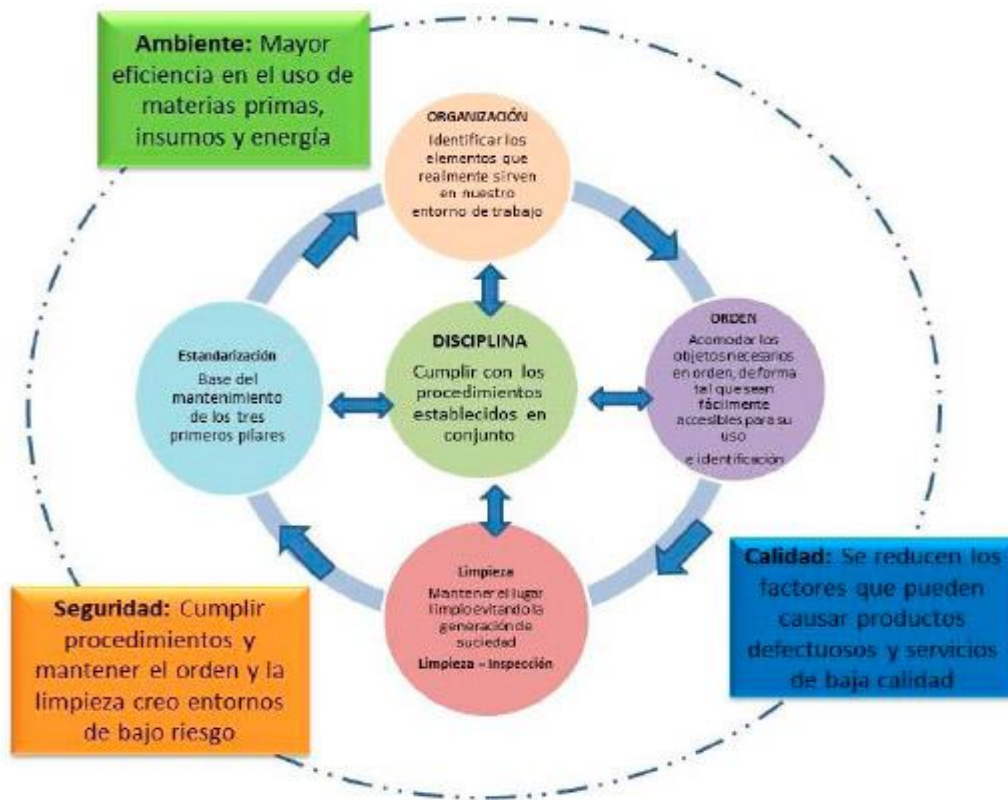 Ambiente: Mayor
eficiencia en el uso de
materias primas,
insumos y energía
ORGANIZACIÓN
Identificar los
elementos que
realmente sirven
en nuestro
entorno de trabajo
Estandarización
Base del
mantenimiento
de los tres
primeros pilares
DISCIPLINA
Cumplir con los
procedimientos
establecidos en
conjunto
ORDEN
Acomodar los
objetos necesarios
en orden, de forma
tal que sean
fácilmente
accesibles para su
uso
e identificación
Limpieza
Mantener el lugar
limpio evitando la
generación de
suciedad
Limpieza – Inspección
Seguridad: Cumplir
procedimientos y
mantener el orden y la
limpieza creo entornos
de bajo riesgo
Calidad: Se reducen los
factores que pueden
causar productos
defectuosos y servicios
de baja calidad